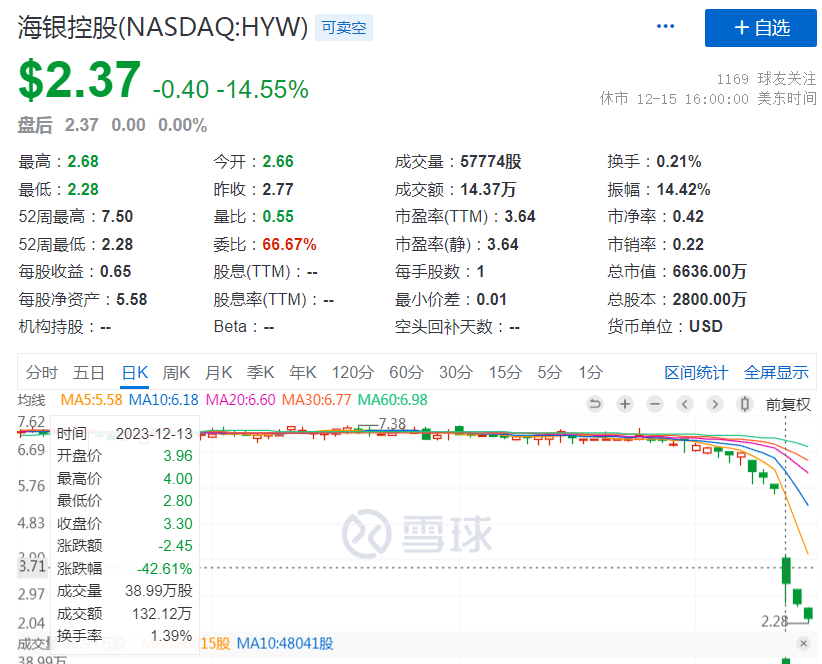 海银控股(NASDAQ:HYW) 可卖空 ··· +自选
$2.37 -0.40 -14.55%
1169 球友关注
休市 12-15 16:00:00 美东时间
盘后 2.37 0.00 0.00%
最高：2.68 今开：2.66 成交量：57774股 换手：0.21%
最低：2.28 昨收：2.77 成交额：14.37万 振幅：14.42%
52周最高：7.50 量比：0.55 市盈率(TTM)：3.64 市净率：0.42
52周最低：2.28 委比：66.67% 市盈率(静)：3.64 市销率：0.22
每股收益：0.65 股息(TTM)：-- 每手股数：1 总市值：6636.00万
每股净资产：5.58 股息率(TTM)：-- 最小价差：0.01 总股本：2800.00万
机构持股：-- Beta：-- 空头回补天数：-- 货币单位：USD
分时 五日 日K 周K 月K 季K 年K 120分 60分 30分 15分 5分 1分 区间统计 全屏显示
均线 MA5:5.58 MA10:6.18 MA20:6.60 MA30:6.77 MA60:6.98 前复权
7.62
7.38
时间 2023-12-13
6.69
开盘价 3.96
最高价 4.00
5.76
最低价 2.80
4.83
收盘价 3.30
雪球
涨跌额 -2.45
3.90
3.71
涨跌幅 -42.61%
2.97
成交量 38.99万股
成交额 132.12万
2.04
2.28
换手率 1.39%
成交量 15股 MA10:48041股
38.99万